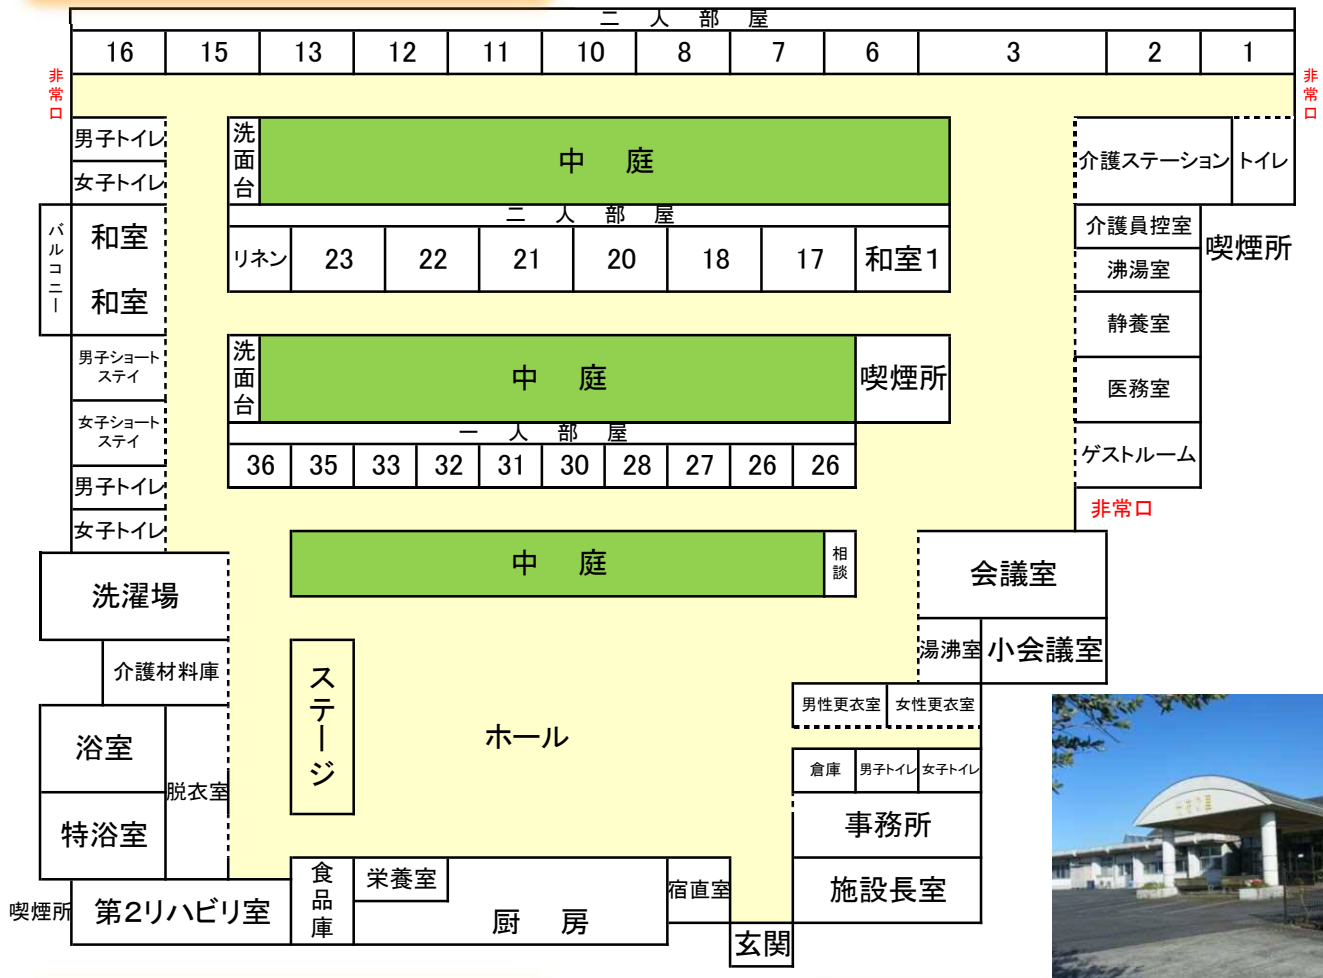 二人部屋
16 15 13 12 11 10 8 7 6 3 2 1
非常口
非常口
男子トイレ
女子トイレ
洗面台
中庭
介護ステーション
トイレ
バルコニー
和室
和室
二人部屋
リネン 23 22 21 20 18 17 和室1
介護員控室
喫煙所
沸湯室
静養室
医務室
ゲストルーム
非常口
男子ショート
ステイ
女子ショート
ステイ
男子トイレ
女子トイレ
洗面台
中庭
喫煙所
一人部屋
36 35 33 32 31 30 28 27 26 26
中庭
相談
会議室
湯沸室
小会議室
洗濯場
介護材料庫
浴室
特浴室
脱衣室
ステージ
ホール
男性更衣室
女性更衣室
倉庫
男子トイレ
女子トイレ
事務所
施設長室
喫煙所
第2リハビリ室
食品庫
栄養室
厨房
宿直室
玄関